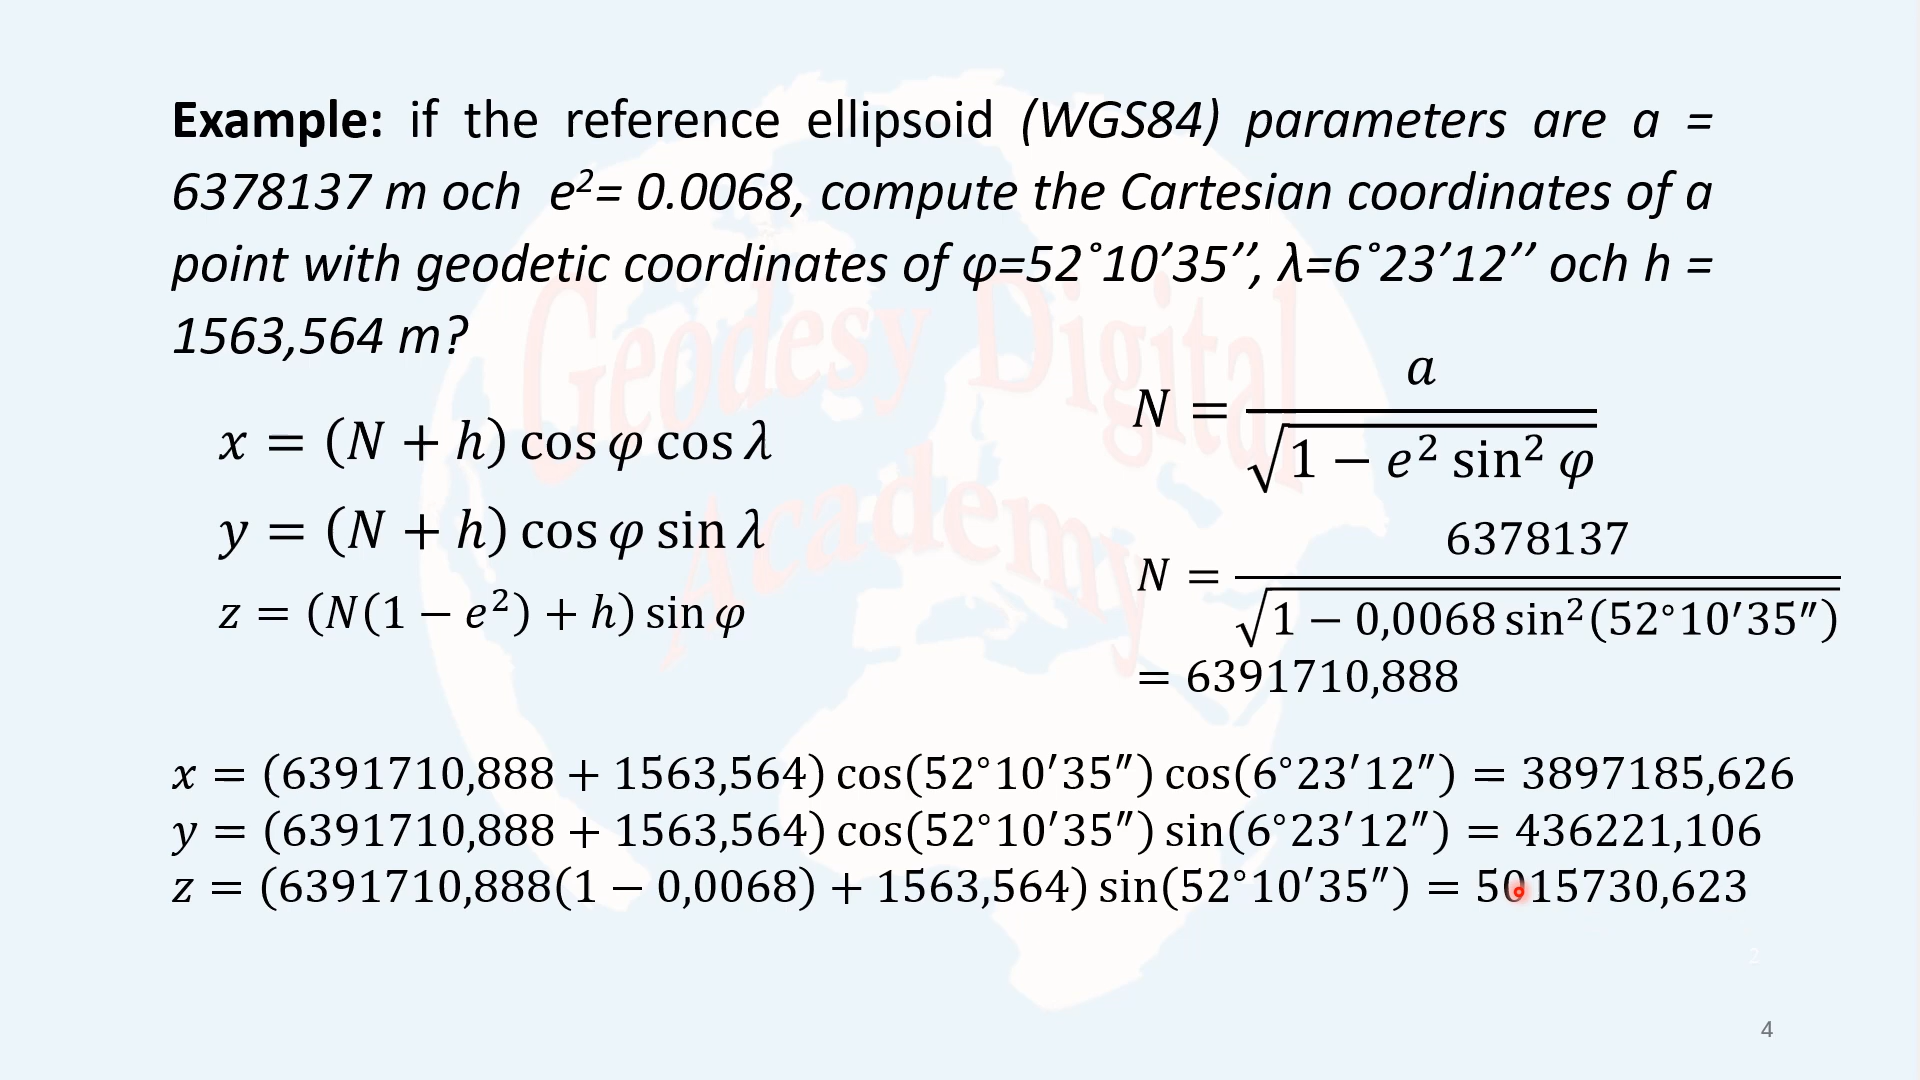 Example: if the reference ellipsoid (WGS84) parameters are a =
6378137 m och e²= 0.0068, compute the Cartesian coordinates of a
point with geodetic coordinates of φ=52˚10’35’’, λ=6˚23’12’’ och h =
1563,564 m?
x = (N + h) cos φ cos λ
y = (N + h) cos φ sin λ
z = (N(1 − e²) + h) sin φ
N = a / √(1 − e² sin² φ)
N = 6378137 / √(1 − 0,0068 sin²(52°10′35″))
= 6391710,888
x = (6391710,888 + 1563,564) cos(52°10′35″) cos(6°23′12″) = 3897185,626
y = (6391710,888 + 1563,564) cos(52°10′35″) sin(6°23′12″) = 436221,106
z = (6391710,888(1 − 0,0068) + 1563,564) sin(52°10′35″) = 5015730,623
Geodesy Digital
Academy
2
4